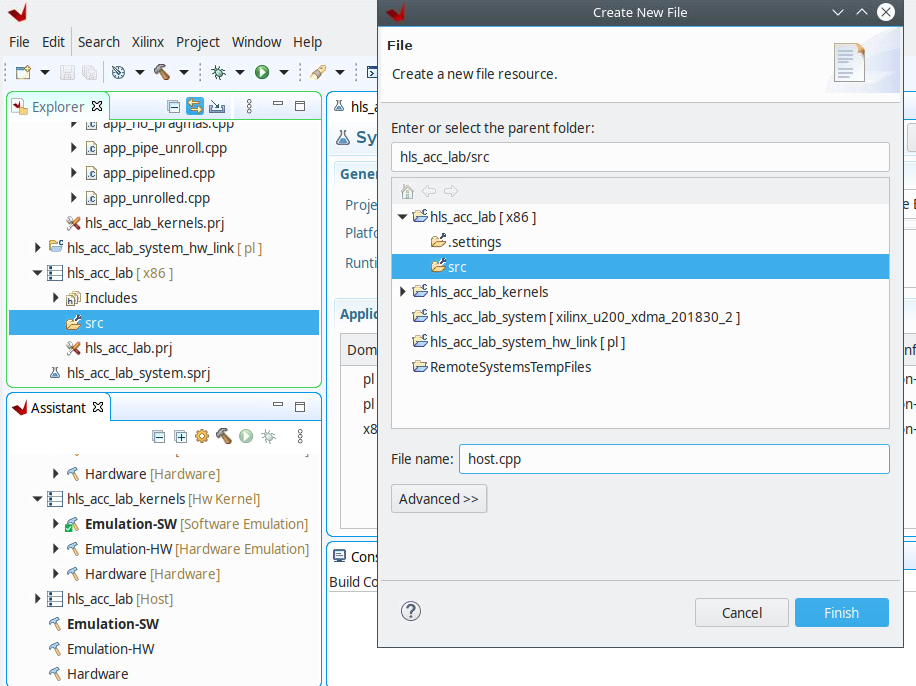 Create New File
File Edit Search Xilinx Project Window Help
Explorer
app_no_pragmas.cpp
app_pipe_unroll.cpp
app_pipelined.cpp
app_unrolled.cpp
hls_acc_lab_kernels.prj
hls_acc_lab_system_hw_link [ pl ]
hls_acc_lab [ x86 ]
Includes
src
hls_acc_lab.prj
hls_acc_lab_system.sprj
Assistant
Hardware [Hardware]
hls_acc_lab_kernels [Hw Kernel]
Emulation-SW [Software Emulation]
Emulation-HW [Hardware Emulation]
Hardware [Hardware]
hls_acc_lab [Host]
Emulation-SW
Emulation-HW
Hardware
hls_a
Sy
Gener
Proje
Platfo
Runti
Applic
Dom
pl
pl
x8
Cons
Build Co
File
Create a new file resource.
Enter or select the parent folder:
hls_acc_lab/src
hls_acc_lab [ x86 ]
.settings
src
hls_acc_lab_kernels
hls_acc_lab_system [ xilinx_u200_xdma_201830_2 ]
hls_acc_lab_system_hw_link [ pl ]
RemoteSystemsTempFiles
File name: host.cpp
Advanced >>
?
Cancel Finish